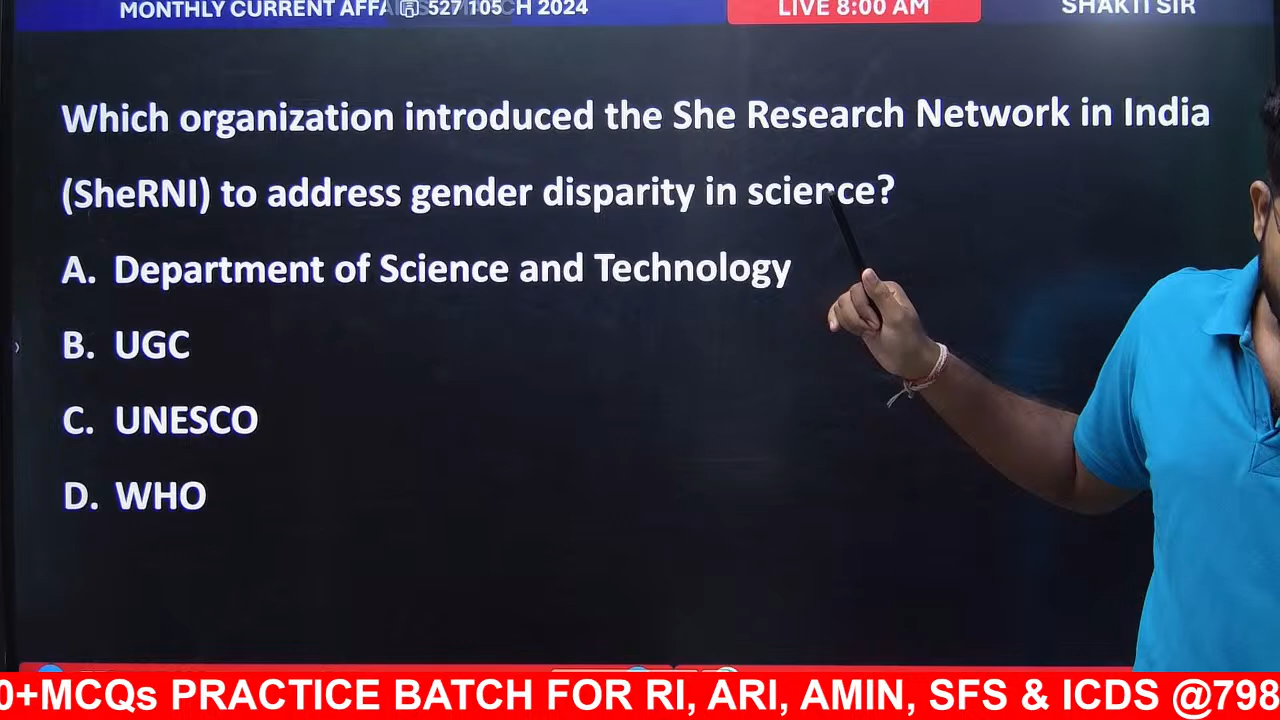 MONTHLY CURRENT AFFA 527 105 H 2024 LIVE 8:00 AM SHAKTI SIR
Which organization introduced the She Research Network in India
(SheRNI) to address gender disparity in science?
A. Department of Science and Technology
B. UGC
C. UNESCO
D. WHO
0+MCQs PRACTICE BATCH FOR RI, ARI, AMIN, SFS & ICDS @798